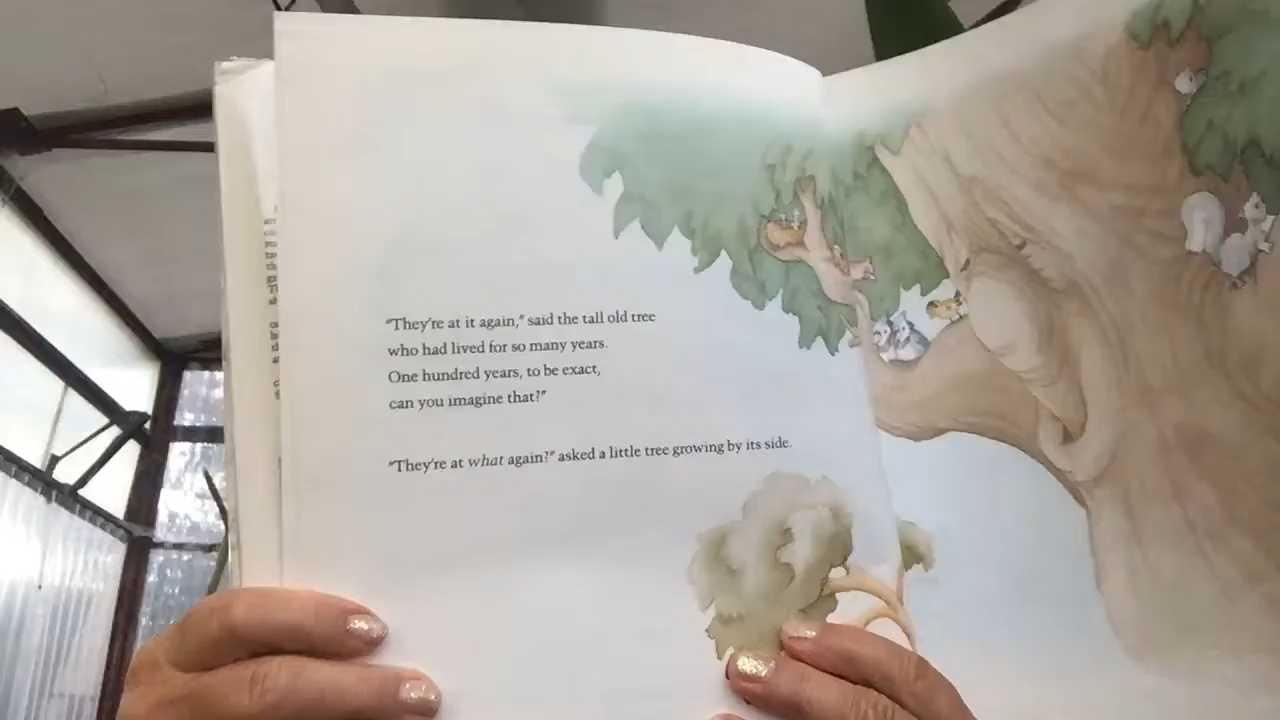 "They're at it again," said the tall old tree
who had lived for so many years.
One hundred years, to be exact,
can you imagine that?"
"They're at what again?" asked a little tree growing by its side.